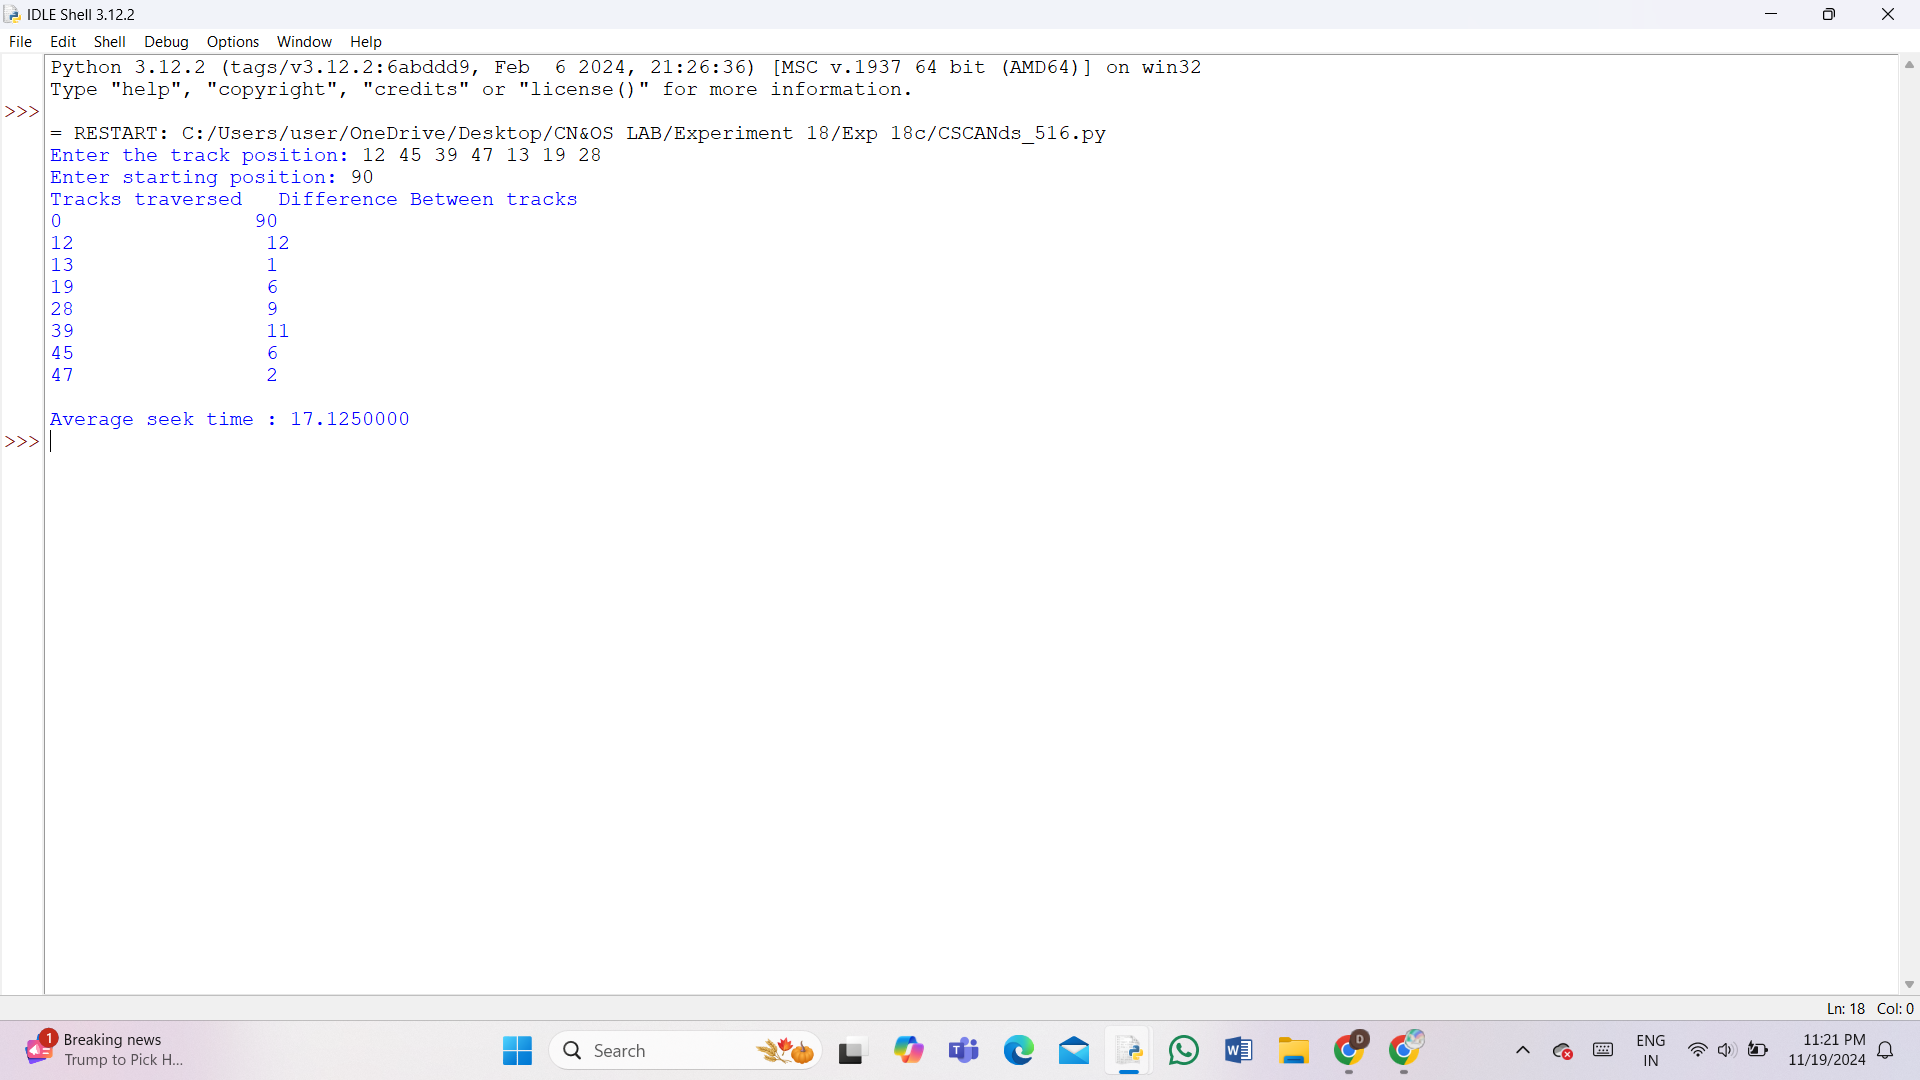 IDLE Shell 3.12.2
File Edit Shell Debug Options Window Help
Python 3.12.2 (tags/v3.12.2:6abddd9, Feb  6 2024, 21:26:36) [MSC v.1937 64 bit (AMD64)] on win32
Type "help", "copyright", "credits" or "license()" for more information.
>>>
= RESTART: C:/Users/user/OneDrive/Desktop/CN&OS LAB/Experiment 18/Exp 18c/CSCANds_516.py
Enter the track position: 12 45 39 47 13 19 28
Enter starting position: 90
Tracks traversed   Difference Between tracks
0                90
12                12
13                1
19                6
28                9
39                11
45                6
47                2
Average seek time : 17.1250000
>>>
Ln: 18 Col: 0
1 Breaking news
Trump to Pick H...
Search
D
ENG
IN
11:21 PM
11/19/2024